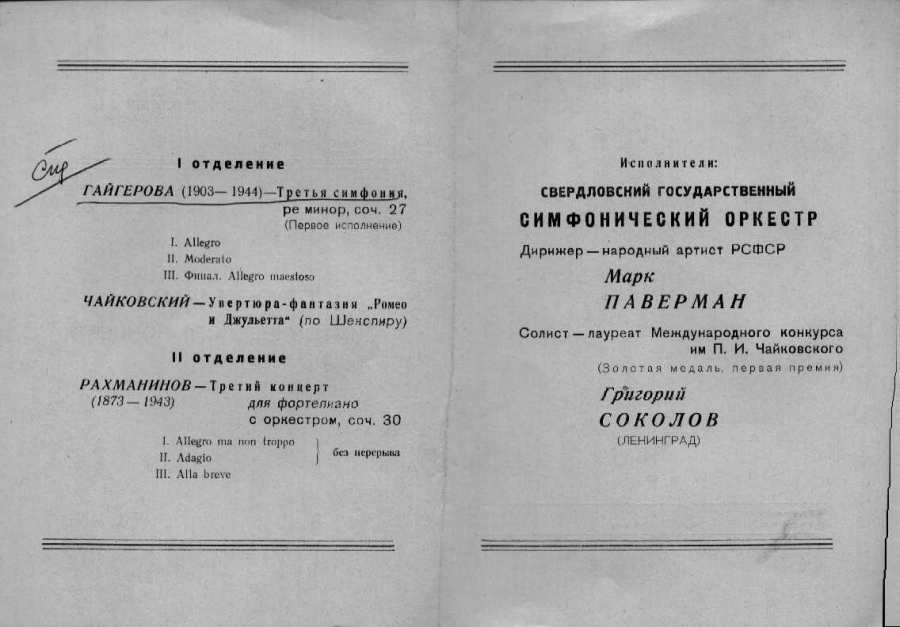 I отделение
ГАЙГЕРОВА (1903—1944)—Третья симфония,
ре минор, соч. 27
(Первое исполнение)
I. Allegro
II. Moderato
III. Финал. Allegro maestoso
ЧАЙКОВСКИЙ—Увертюра-фантазия „Ромео
и Джульетта“ (по Шекспиру)
II отделение
РАХМАНИНОВ—Третий концерт
(1873—1943) для фортепиано
с оркестром, соч. 30
I. Allegro ma non troppo
II. Adagio
без перерыва
III. Alla breve
Исполнители:
СВЕРДЛОВСКИЙ ГОСУДАРСТВЕННЫЙ
СИМФОНИЧЕСКИЙ ОРКЕСТР
Дирижер—народный артист РСФСР
Марк
ПАВЕРМАН
Солист—лауреат Международного конкурса
им П. И. Чайковского
(Золотая медаль, первая премия)
Григорий
СОКОЛОВ
(ЛЕНИНГРАД)